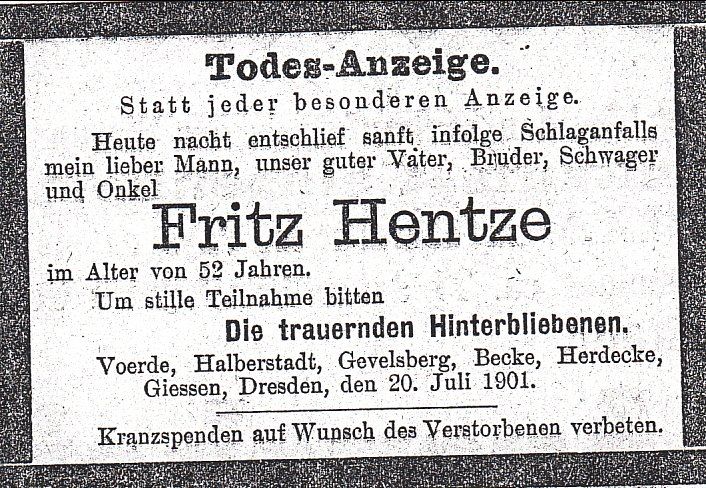 Todes-Anzeige.
Statt jeder besonderen Anzeige.
Heute nacht entschlief sanft infolge Schlaganfalls
mein lieber Mann, unser guter Vater, Bruder, Schwager
und Onkel
Fritz Hentze
im Alter von 52 Jahren.
Um stille Teilnahme bitten
Die trauernden Hinterbliebenen.
Voerde, Halberstadt, Gevelsberg, Becke, Herdecke,
Giessen, Dresden, den 20. Juli 1901.
Kranzspenden auf Wunsch des Verstorbenen verbeten.